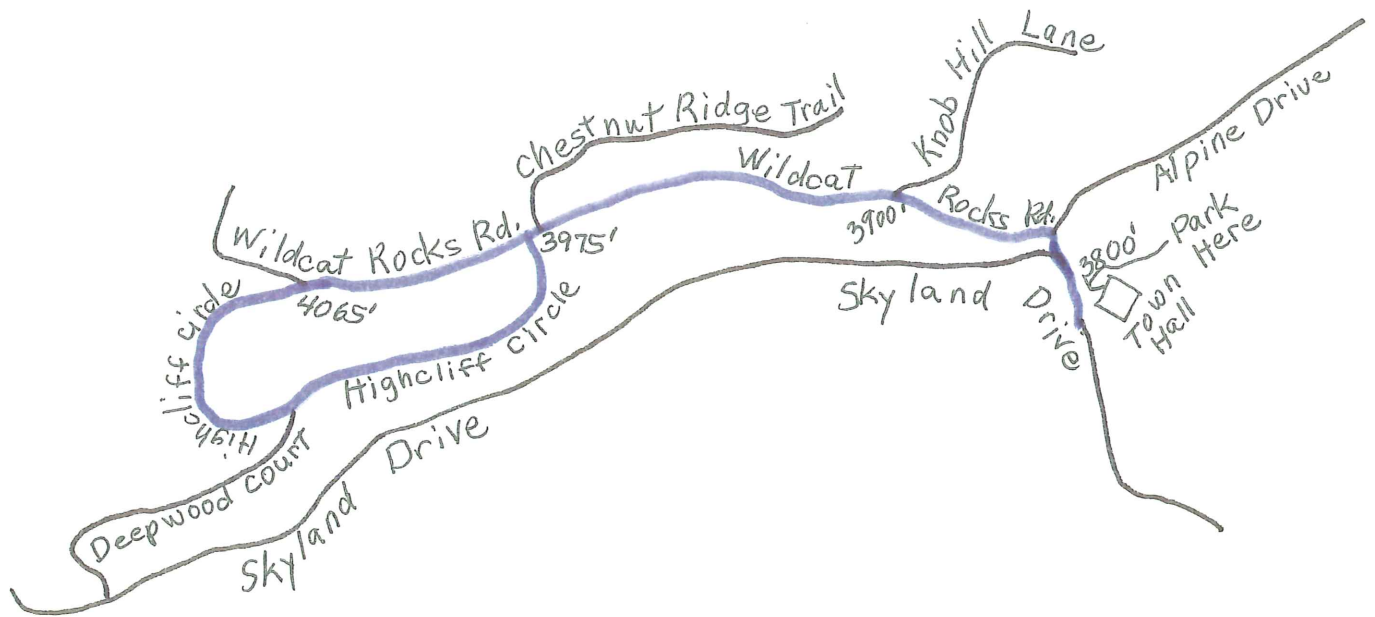 Knob Hill Lane
Chestnut Ridge Trail
Alpine Drive
Wildcat Rocks Rd.
3900'
Park Here
3800'
Town Hall
Wildcat Rocks Rd.
3975'
4065'
Skyland Drive
Highcliff Circle
Highcliff Circle
Skyland Drive
Deepwood Court